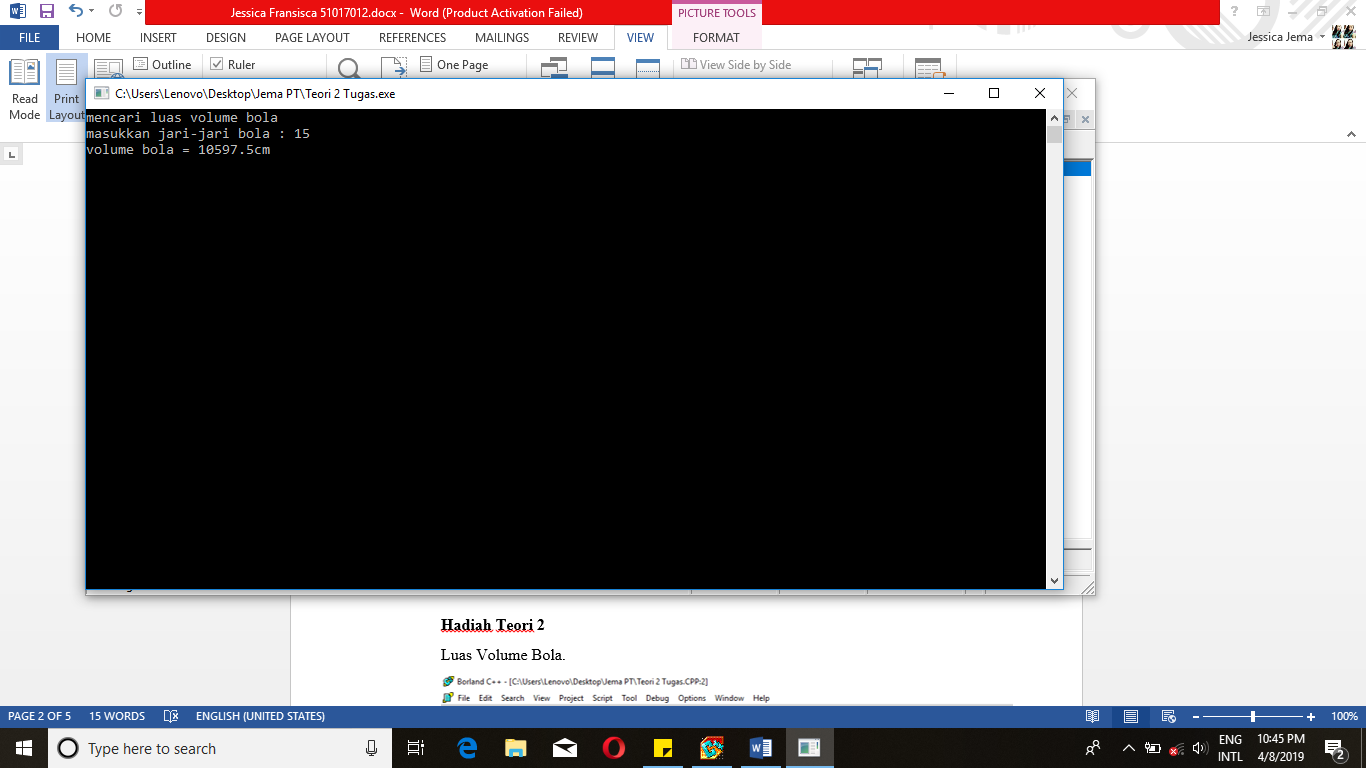 Jessica Fransisca 51017012.docx - Word (Product Activation Failed)
PICTURE TOOLS
FILE HOME INSERT DESIGN PAGE LAYOUT REFERENCES MAILINGS REVIEW VIEW FORMAT
Jessica Jema
Read Mode
Print Layout
Outline
Ruler
One Page
View Side by Side
C:\Users\Lenovo\Desktop\Jema PT\Teori 2 Tugas.exe
mencari luas volume bola
masukkan jari-jari bola : 15
volume bola = 10597.5cm
Hadiah Teori 2
Luas Volume Bola.
Borland C++ - [C:\Users\Lenovo\Desktop\Jema PT\Teori 2 Tugas.CPP:2]
File Edit Search View Project Script Tool Debug Options Window Help
PAGE 2 OF 5 15 WORDS ENGLISH (UNITED STATES) 100%
Type here to search
ENG
INTL
10:45 PM
4/8/2019
2